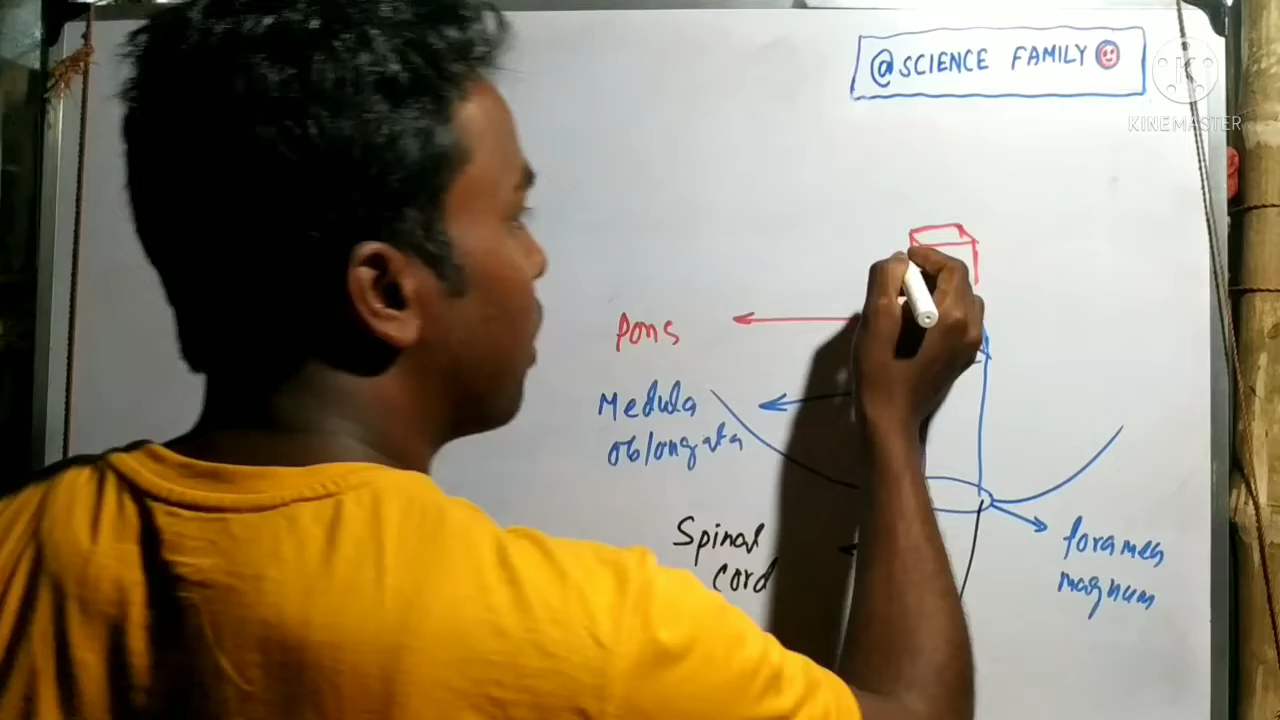 @SCIENCE FAMILY
KINEMASTER
Pons
Medula
oblongata
Spinal
cord
foramen
magnum